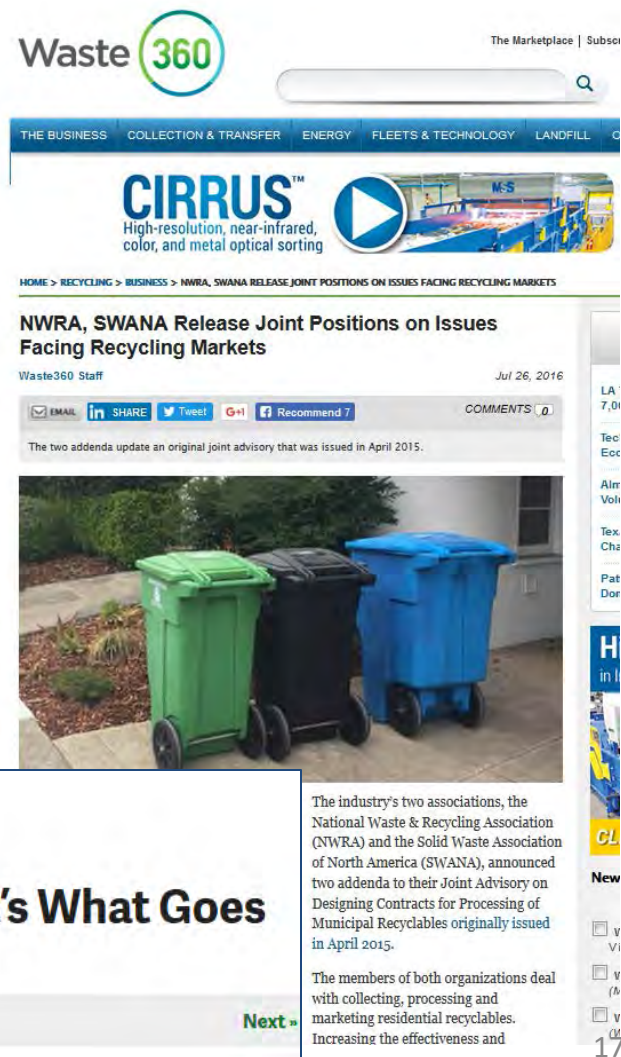 Waste 360
The Marketplace | Subscr
THE BUSINESS COLLECTION & TRANSFER ENERGY FLEETS & TECHNOLOGY LANDFILL
CIRRUS™
High-resolution, near-infrared,
color, and metal optical sorting
M·S·S
HOME > RECYCLING > BUSINESS > NWRA, SWANA RELEASE JOINT POSITIONS ON ISSUES FACING RECYCLING MARKETS
NWRA, SWANA Release Joint Positions on Issues
Facing Recycling Markets
Waste360 Staff
Jul 26, 2016
EMAIL in SHARE Tweet G+1 Recommend 7
COMMENTS 0
The two addenda update an original joint advisory that was issued in April 2015.
LA
7,0
Tec
Eco
Alm
Volu
Tex
Cha
Pat
Don
Hi
in I
CL
New
The industry's two associations, the
National Waste & Recycling Association
(NWRA) and the Solid Waste Association
of North America (SWANA), announced
two addenda to their Joint Advisory on
Designing Contracts for Processing of
Municipal Recyclables originally issued
in April 2015.
The members of both organizations deal
with collecting, processing and
marketing residential recyclables.
Increasing the effectiveness and
's What Goes
Next »
17